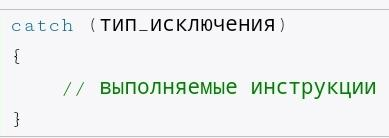 catch (тип_исключения)
{
// выполняемые инструкции
}